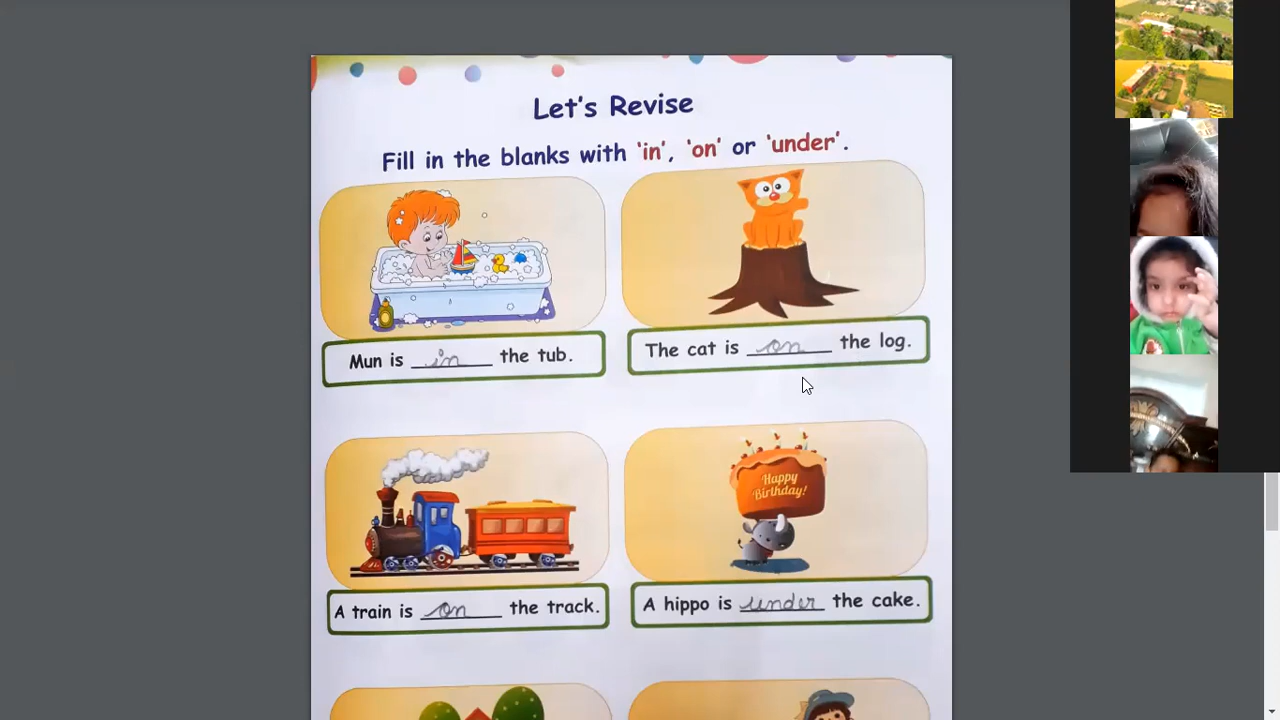 Let's Revise
Fill in the blanks with 'in', 'on' or 'under'.
Mun is in the tub.
The cat is on the log.
Happy
Birthday!
A train is on the track.
A hippo is under the cake.